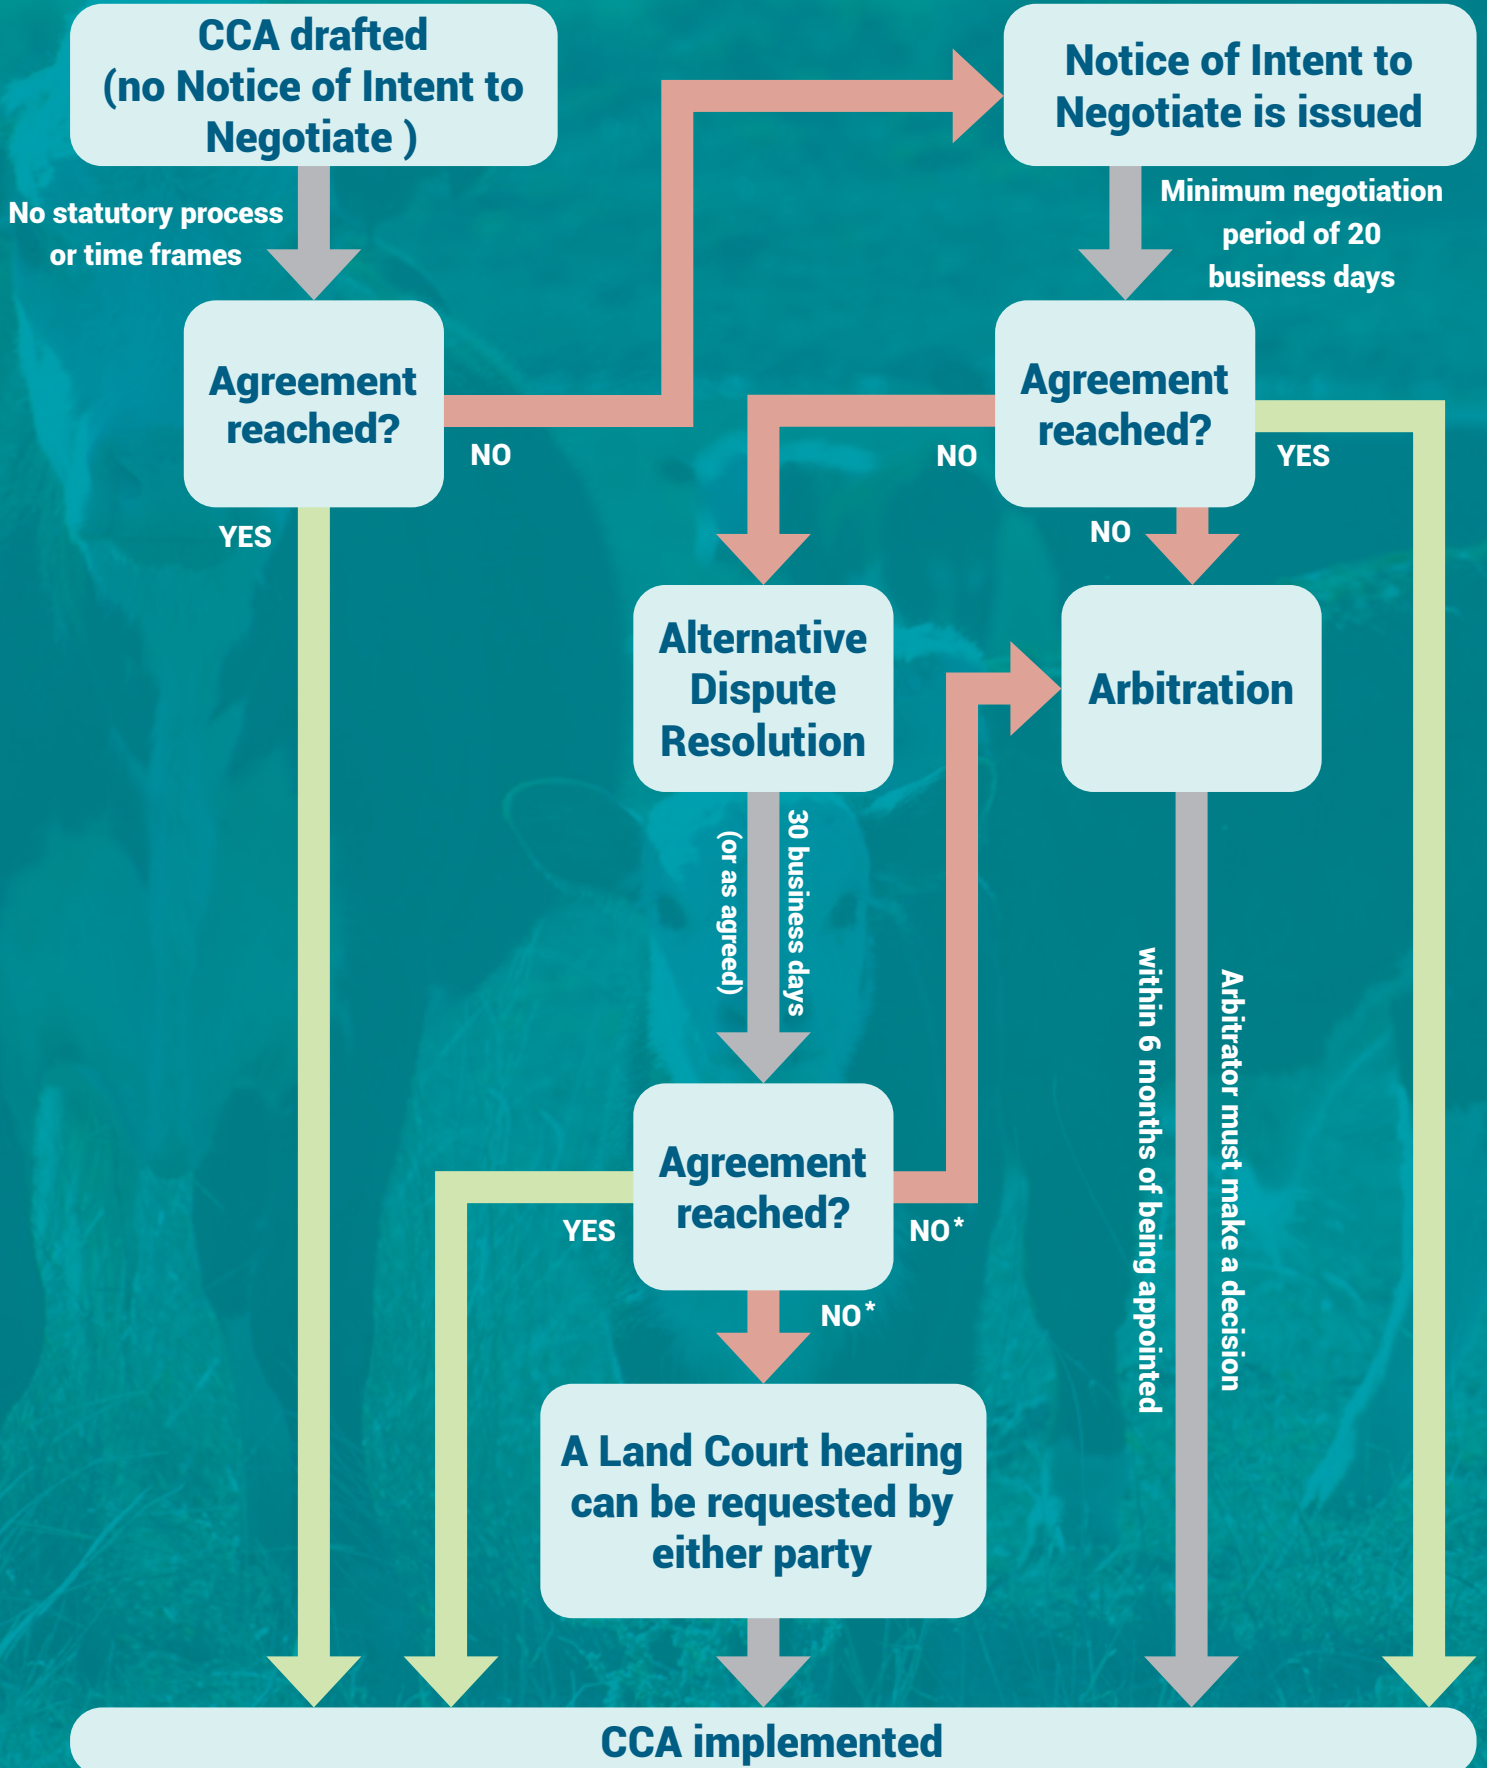 CCA drafted
(no Notice of Intent to
Negotiate )
Notice of Intent to
Negotiate is issued
No statutory process
or time frames
Minimum negotiation
period of 20
business days
Agreement
reached?
NO
YES
Agreement
reached?
NO
YES
NO
Alternative
Dispute
Resolution
Arbitration
30 business days
(or as agreed)
Arbitrator must make a decision
within 6 months of being appointed
Agreement
reached?
YES
NO*
NO*
A Land Court hearing
can be requested by
either party
CCA implemented